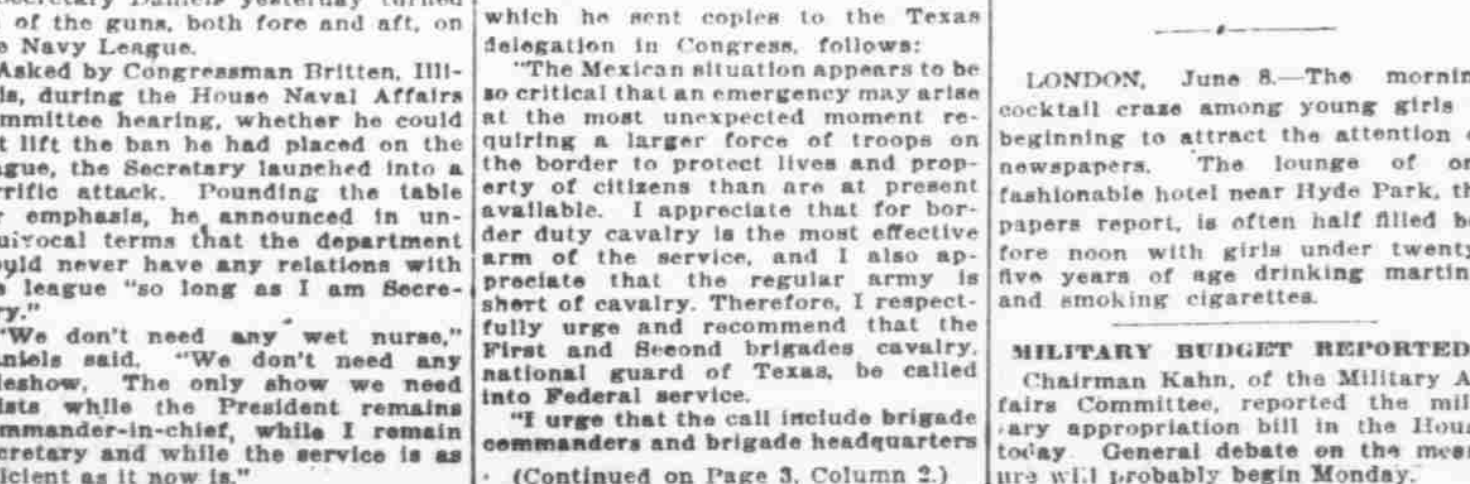 of the guns, both fore and aft, on
Navy League.
Asked by Congressman Britten, Illi-
during the House Naval Affairs
mmittee hearing, whether he could
lift the ban he had placed on the
ague, the Secretary launched into a
rrific attack. Pounding the table
emphasis, he announced in un-
uivocal terms that the department
ould never have any relations with
league "so long as I am Secre-
ry."
"We don't need any wet nurse,"
aniels said. "We don't need any
deshow. The only show we need
ists while the President remains
mmander-in-chief, while I remain
cretary and while the service is as
icient as it now is."
which he sent copies to the Texas
delegation in Congress, follows:
"The Mexican situation appears to be
so critical that an emergency may arise
at the most unexpected moment re-
quiring a larger force of troops on
the border to protect lives and prop-
erty of citizens than are at present
available. I appreciate that for bor-
der duty cavalry is the most effective
arm of the service, and I also ap-
preciate that the regular army is
short of cavalry. Therefore, I respect-
fully urge and recommend that the
First and Second brigades cavalry,
national guard of Texas, be called
into Federal service.
"I urge that the call include brigade
commanders and brigade headquarters
(Continued on Page 3, Column 2.)
LONDON, June 8.—The mornin
cocktail craze among young girls
beginning to attract the attention
newspapers. The lounge of on
fashionable hotel near Hyde Park, th
papers report, is often half filled be
fore noon with girls under twenty
five years of age drinking martin
and smoking cigarettes.
MILITARY BUDGET REPORTED
Chairman Kahn, of the Military A
fairs Committee, reported the mil
ary appropriation bill in the Hous
today General debate on the meas
ure will probably begin Monday.